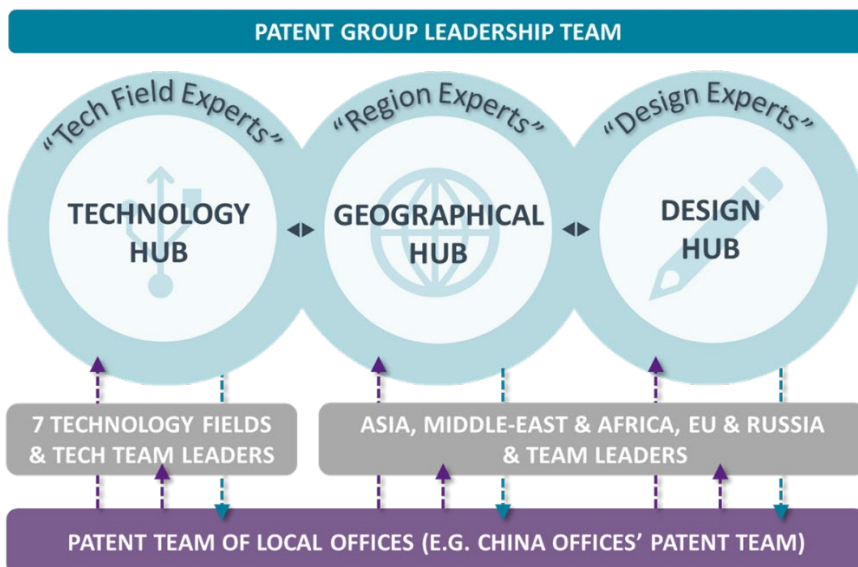 PATENT GROUP LEADERSHIP TEAM
“Tech Field Experts”
“Region Experts”
“Design Experts”
TECHNOLOGY
HUB
GEOGRAPHICAL
HUB
DESIGN
HUB
7 TECHNOLOGY FIELDS
& TECH TEAM LEADERS
ASIA, MIDDLE-EAST & AFRICA, EU & RUSSIA
& TEAM LEADERS
PATENT TEAM OF LOCAL OFFICES (E.G. CHINA OFFICES’ PATENT TEAM)